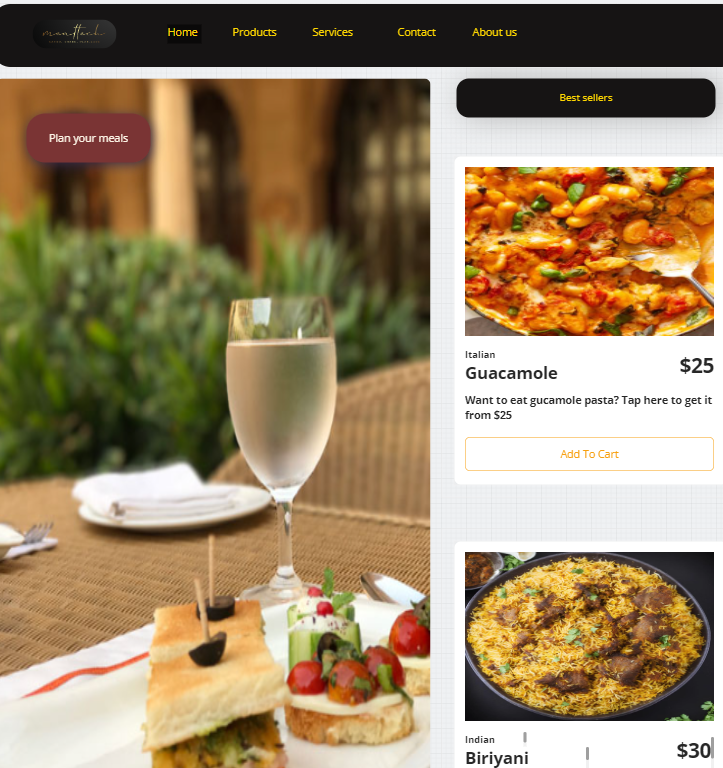 Home Products Services Contact About us
Plan your meals
Best sellers
Italian
Guacamole
$25
Want to eat gucamole pasta? Tap here to get it
from $25
Add To Cart
Indian
Biriyani
$30